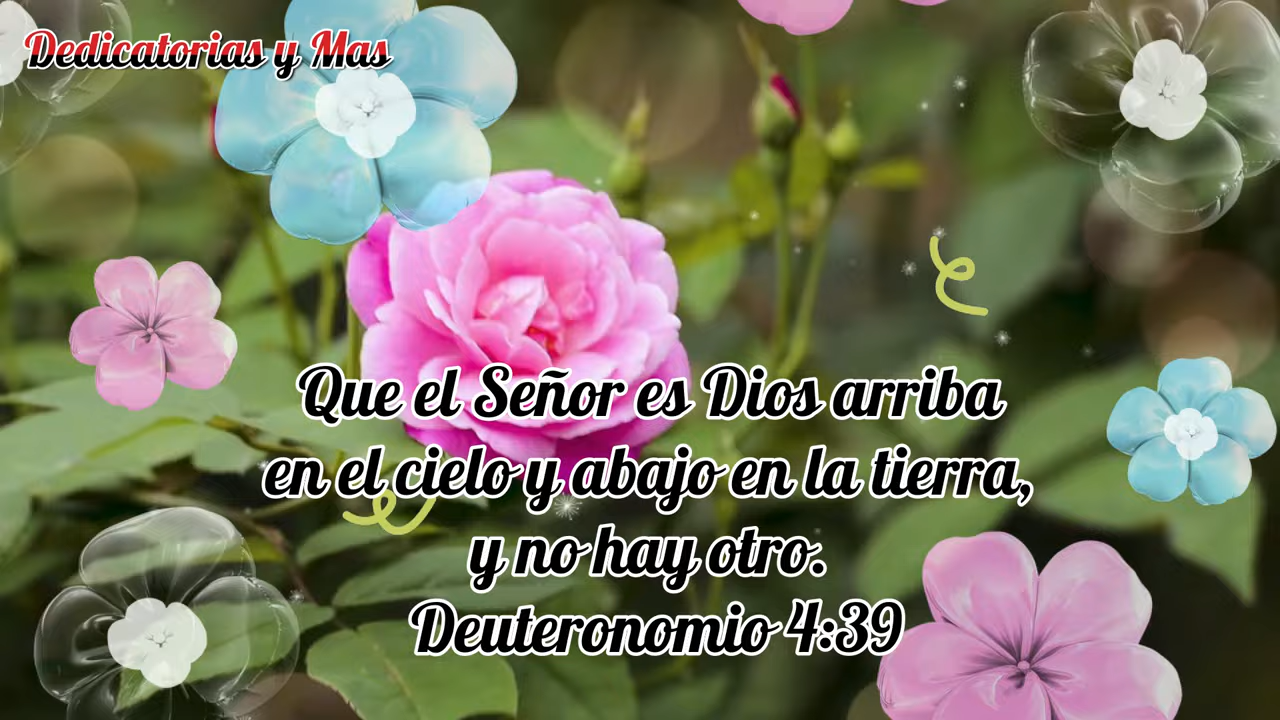 Dedicatorias y Mas
Que el Señor es Dios arriba
en el cielo y abajo en la tierra,
y no hay otro.
Deuteronomio 4:39